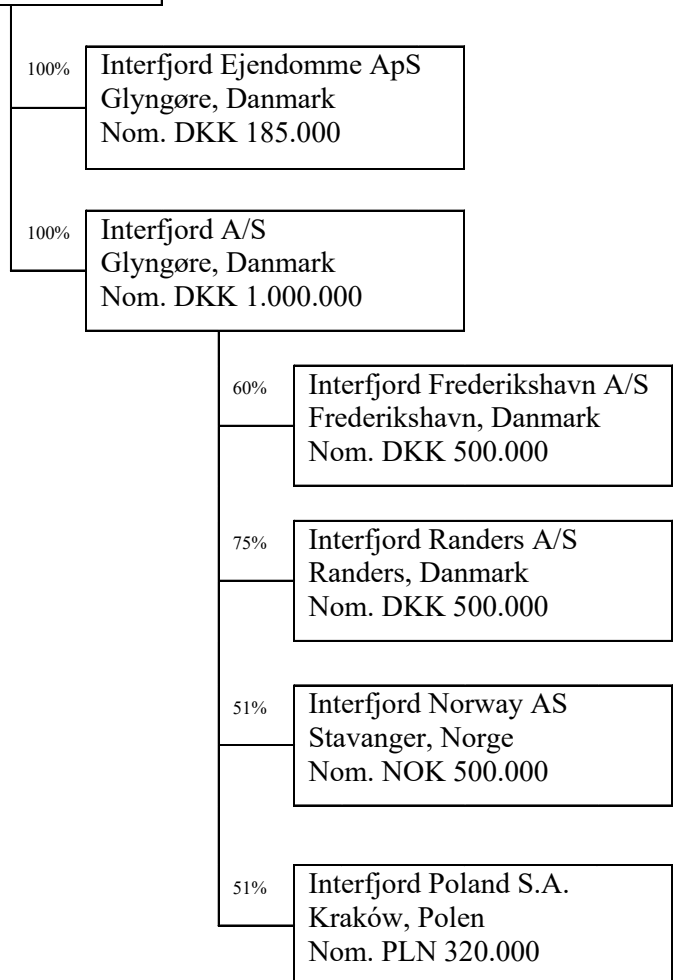 100%
Interfjord Ejendomme ApS
Glyngøre, Danmark
Nom. DKK 185.000
100%
Interfjord A/S
Glyngøre, Danmark
Nom. DKK 1.000.000
60%
Interfjord Frederikshavn A/S
Frederikshavn, Danmark
Nom. DKK 500.000
75%
Interfjord Randers A/S
Randers, Danmark
Nom. DKK 500.000
51%
Interfjord Norway AS
Stavanger, Norge
Nom. NOK 500.000
51%
Interfjord Poland S.A.
Kraków, Polen
Nom. PLN 320.000